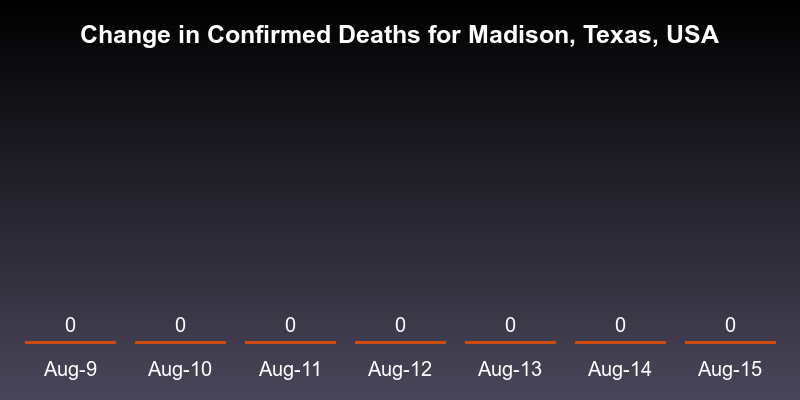 Change in Confirmed Deaths for Madison, Texas, USA
0 0 0 0 0 0 0
Aug-9 Aug-10 Aug-11 Aug-12 Aug-13 Aug-14 Aug-15